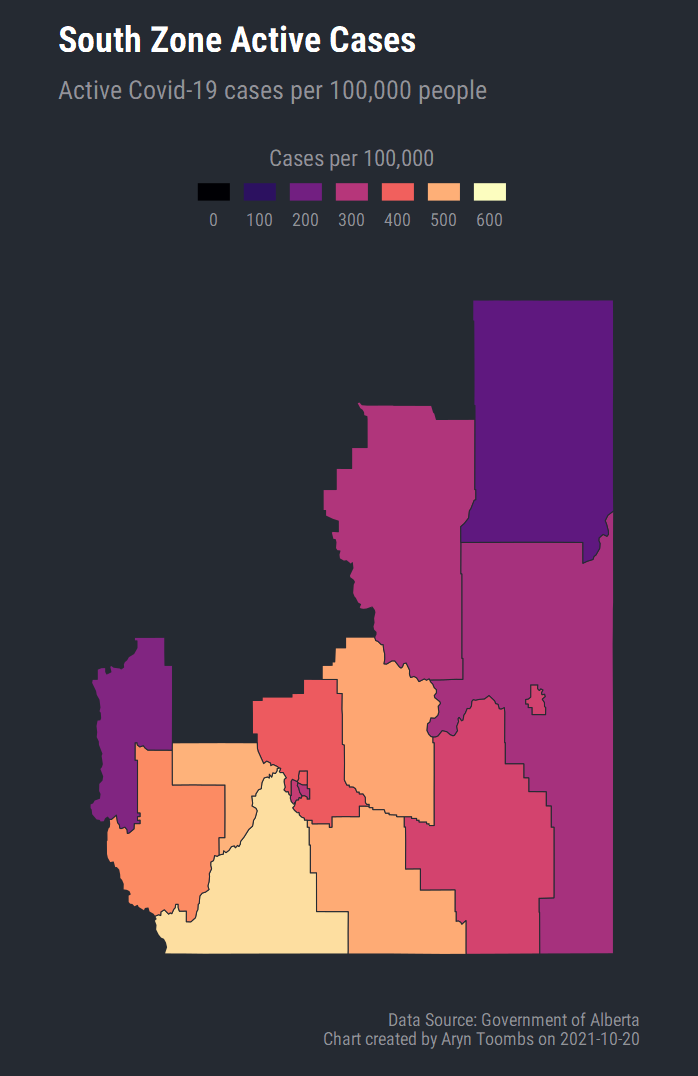 South Zone Active Cases
Active Covid-19 cases per 100,000 people
Cases per 100,000
0 100 200 300 400 500 600
Data Source: Government of Alberta
Chart created by Aryn Toombs on 2021-10-20